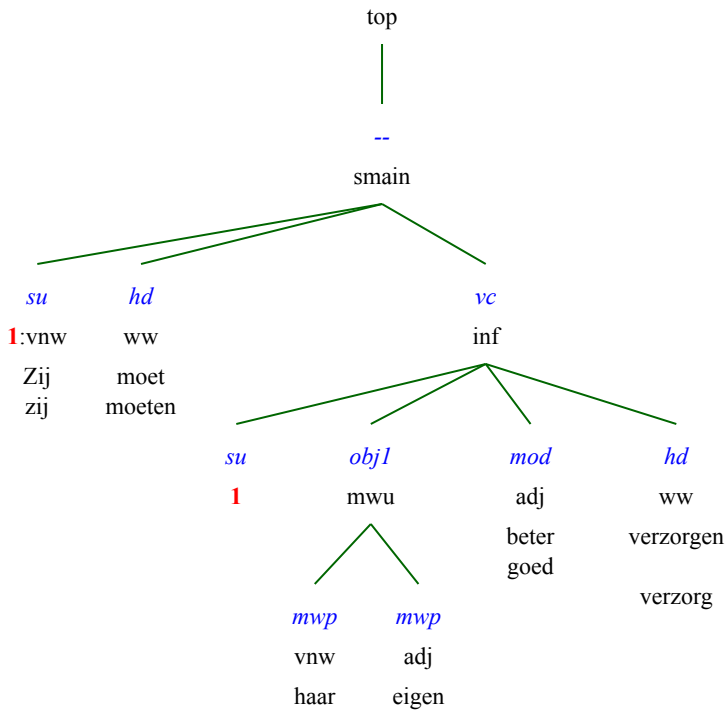 top
--
smain
su hd vc
1:vnw ww inf
Zij moet
zij moeten
su obj1 mod hd
1 mwu adj ww
beter verzorgen
goed
verzorg
mwp mwp
vnw adj
haar eigen